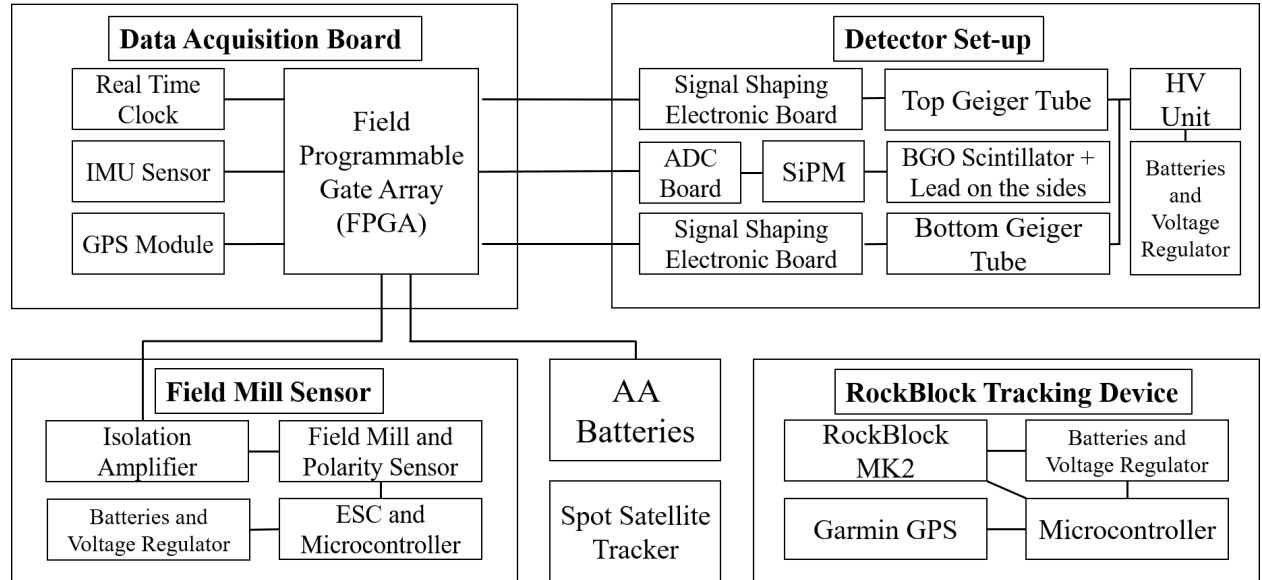 Data Acquisition Board
Real Time
Clock
IMU Sensor
GPS Module
Field
Programmable
Gate Array
(FPGA)
Detector Set-up
Signal Shaping
Electronic Board
Top Geiger Tube
HV
Unit
ADC
Board
SiPM
BGO Scintillator +
Lead on the sides
Batteries
and
Voltage
Regulator
Signal Shaping
Electronic Board
Bottom Geiger
Tube
Field Mill Sensor
Isolation
Amplifier
Field Mill and
Polarity Sensor
Batteries and
Voltage Regulator
ESC and
Microcontroller
AA
Batteries
Spot Satellite
Tracker
RockBlock Tracking Device
RockBlock
MK2
Batteries and
Voltage Regulator
Garmin GPS
Microcontroller